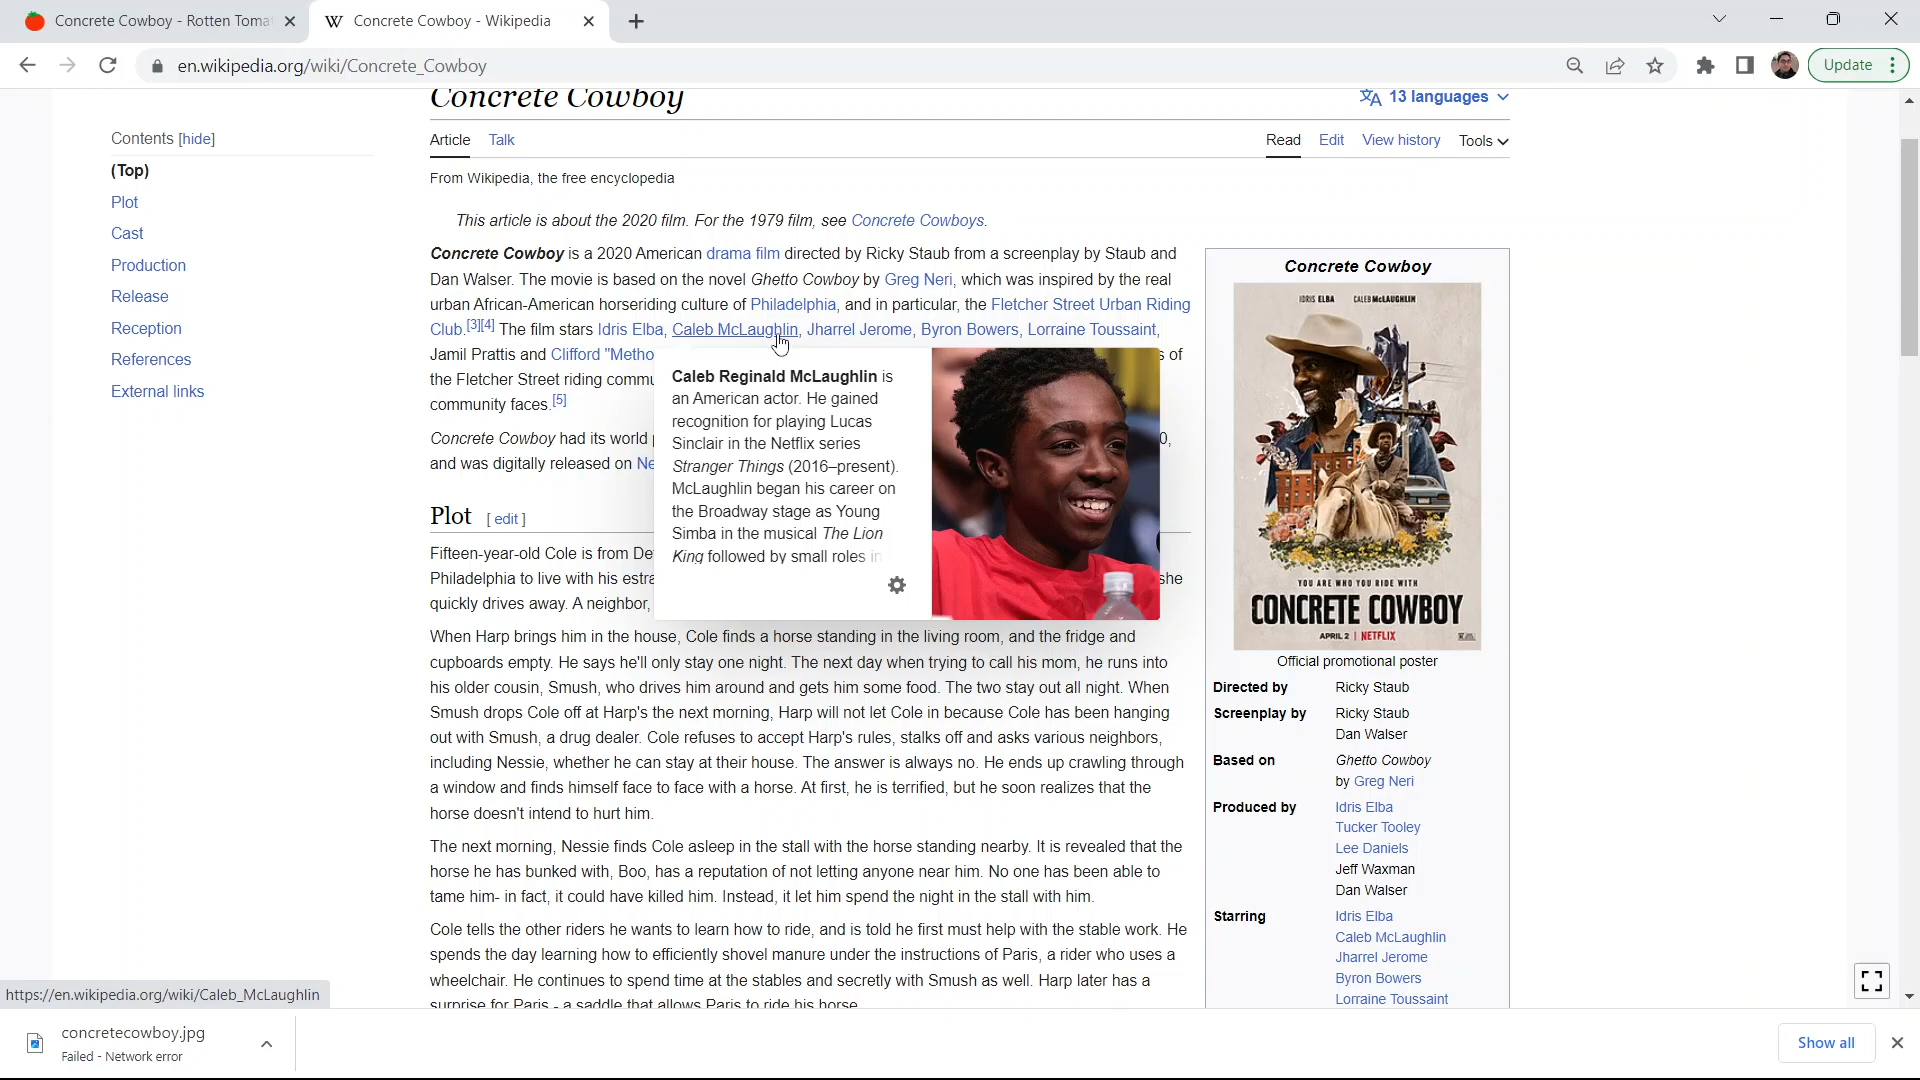 Concrete Cowboy - Rotten Toma
Concrete Cowboy - Wikipedia
en.wikipedia.org/wiki/Concrete_Cowboy
Update
Concrete Cowboy
13 languages
Contents [hide]
(Top)
Plot
Cast
Production
Release
Reception
References
External links
Article Talk
Read Edit View history Tools
From Wikipedia, the free encyclopedia
This article is about the 2020 film. For the 1979 film, see Concrete Cowboys.
Concrete Cowboy is a 2020 American drama film directed by Ricky Staub from a screenplay by Staub and
Dan Walser. The movie is based on the novel Ghetto Cowboy by Greg Neri, which was inspired by the real
urban African-American horseriding culture of Philadelphia, and in particular, the Fletcher Street Urban Riding
Club.[3][4] The film stars Idris Elba, Caleb McLaughlin, Jharrel Jerome, Byron Bowers, Lorraine Toussaint,
Jamil Prattis and Clifford "Metho
s of
the Fletcher Street riding commu
community faces.[5]
Concrete Cowboy had its world p
0,
and was digitally released on Ne
Caleb Reginald McLaughlin is
an American actor. He gained
recognition for playing Lucas
Sinclair in the Netflix series
Stranger Things (2016–present).
McLaughlin began his career on
the Broadway stage as Young
Simba in the musical The Lion
King followed by small roles in
Plot [ edit ]
Fifteen-year-old Cole is from De
Philadelphia to live with his estra
she
quickly drives away. A neighbor,
When Harp brings him in the house, Cole finds a horse standing in the living room, and the fridge and
cupboards empty. He says he'll only stay one night. The next day when trying to call his mom, he runs into
his older cousin, Smush, who drives him around and gets him some food. The two stay out all night. When
Smush drops Cole off at Harp's the next morning, Harp will not let Cole in because Cole has been hanging
out with Smush, a drug dealer. Cole refuses to accept Harp's rules, stalks off and asks various neighbors,
including Nessie, whether he can stay at their house. The answer is always no. He ends up crawling through
a window and finds himself face to face with a horse. At first, he is terrified, but he soon realizes that the
horse doesn't intend to hurt him.
The next morning, Nessie finds Cole asleep in the stall with the horse standing nearby. It is revealed that the
horse he has bunked with, Boo, has a reputation of not letting anyone near him. No one has been able to
tame him- in fact, it could have killed him. Instead, it let him spend the night in the stall with him.
Cole tells the other riders he wants to learn how to ride, and is told he first must help with the stable work. He
spends the day learning how to efficiently shovel manure under the instructions of Paris, a rider who uses a
wheelchair. He continues to spend time at the stables and secretly with Smush as well. Harp later has a
surprise for Paris - a saddle that allows Paris to ride his horse.
Concrete Cowboy
IDRIS ELBA CALEB McLAUGHLIN
YOU ARE WHO YOU RIDE WITH
CONCRETE COWBOY
APRIL 2 | NETFLIX
Official promotional poster
Directed by Ricky Staub
Screenplay by Ricky Staub
Dan Walser
Based on Ghetto Cowboy
by Greg Neri
Produced by Idris Elba
Tucker Tooley
Lee Daniels
Jeff Waxman
Dan Walser
Starring Idris Elba
Caleb McLaughlin
Jharrel Jerome
Byron Bowers
Lorraine Toussaint
https://en.wikipedia.org/wiki/Caleb_McLaughlin
concretecowboy.jpg
Failed - Network error
Show all